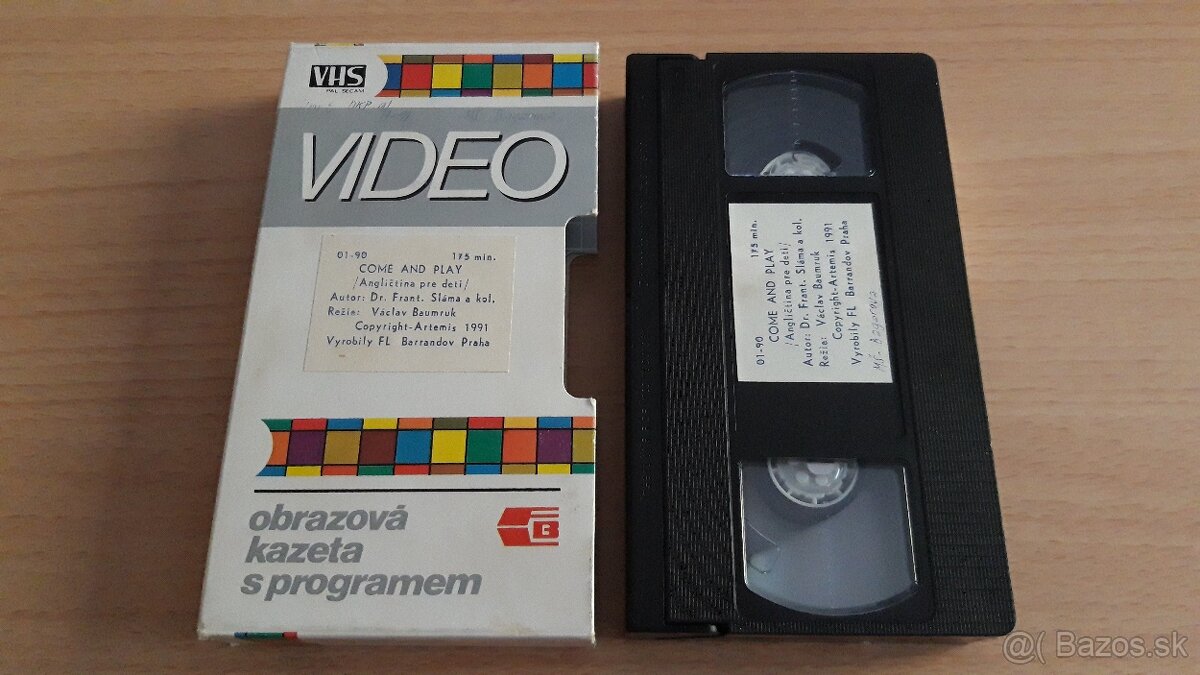 VHS
PAL SECAM
VIDEO
01-90 175 min.
COME AND PLAY
/Angličtina pre deti/
Autor: Dr. Frant. Sláma a kol.
Režia: Václav Baumruk
Copyright-Artemis 1991
Vyrobily FL Barrandov Praha
obrazová
kazeta
s programem
B
01-90 175 min.
COME AND PLAY
/Angličtina pre deti/
Autor: Dr. Frant. Sláma a kol.
Režia: Václav Baumruk
Copyright-Artemis 1991
Vyrobily FL Barrandov Praha
MŠ.
@( Bazos.sk